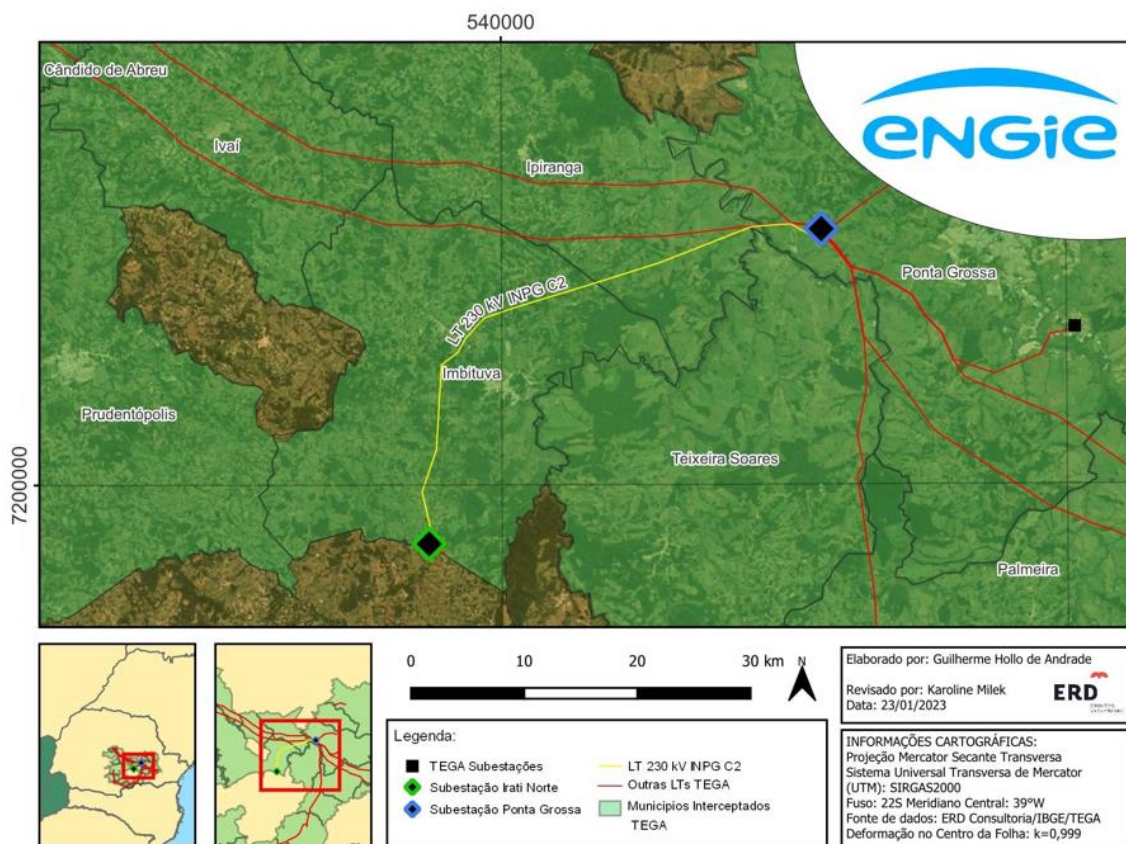 540000
Cândido de Abreu
Ivaí
Ipiranga
ENGIE
LT 230 kV INPG C2
Ponta Grossa
Imbituva
Prudentópolis
Teixeira Soares
7200000
Palmeira
0 10 20 30 km
N
Legenda:
TEGA Subestações
Subestação Irati Norte
Subestação Ponta Grossa
LT 230 kV INPG C2
Outras LTs TEGA
Municipios Interceptados
TEGA
Elaborado por: Guilherme Hollo de Andrade
Revisado por: Karoline Milek
Data: 23/01/2023
ERD
INFORMAÇÕES CARTOGRÁFICAS:
Projeção Mercator Secante Transversa
Sistema Universal Transversa de Mercator
(UTM): SIRGAS2000
Fuso: 22S Meridiano Central: 39°W
Fonte de dados: ERD Consultoria/IBGE/TEGA
Deformação no Centro da Folha: k=0,999